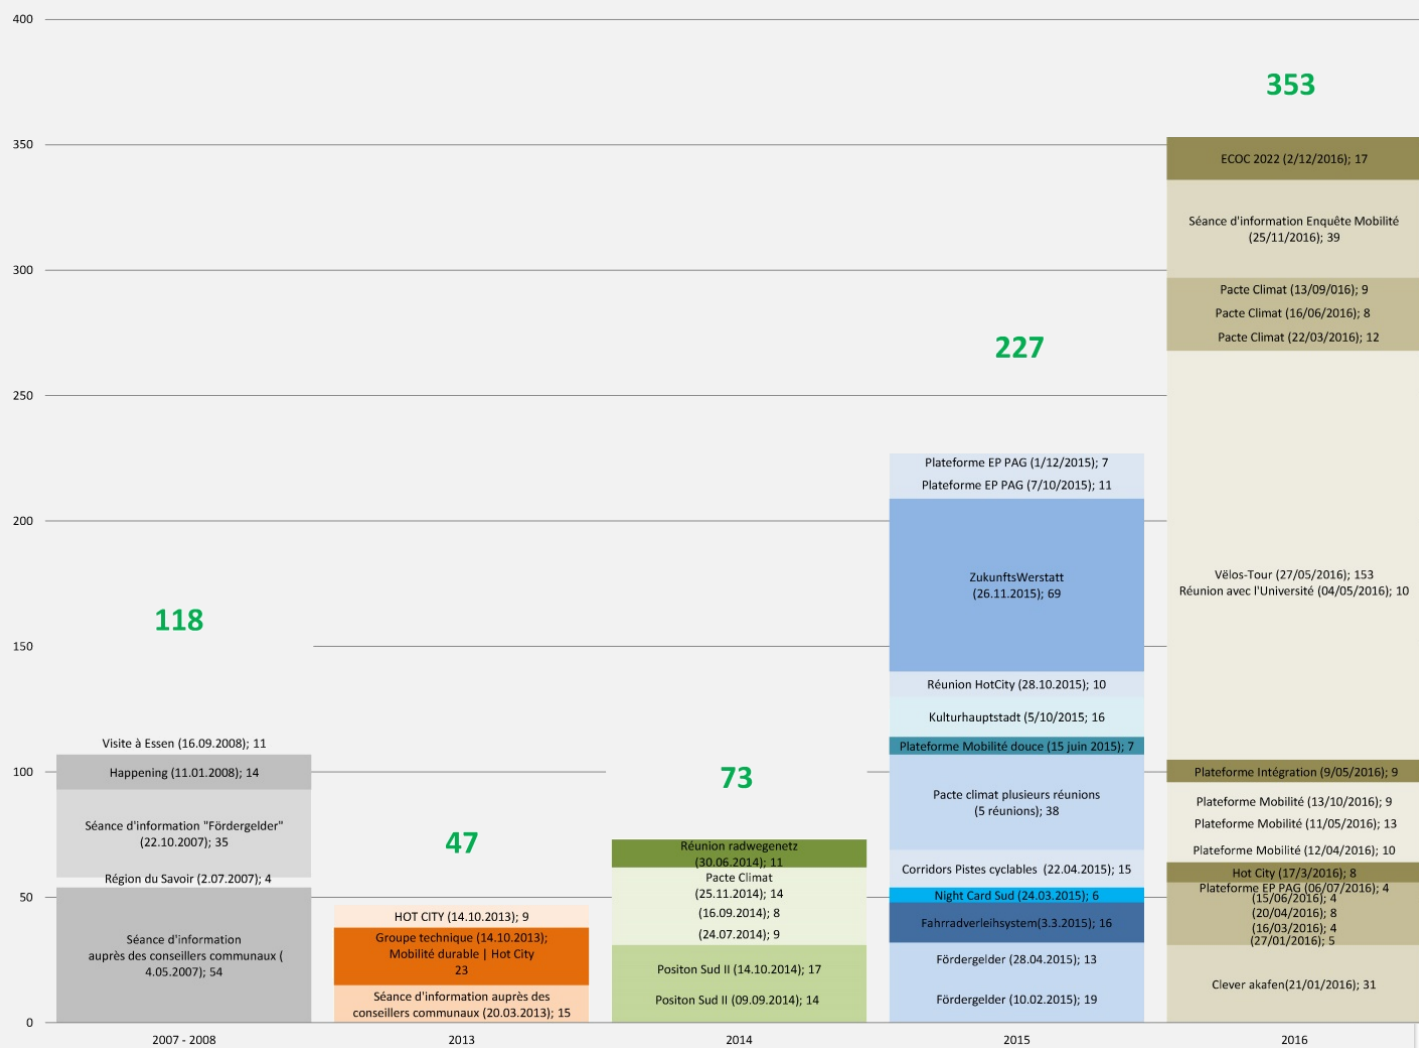 400
350
300
250
200
150
100
50
0
118
Visite à Essen (16.09.2008); 11
Happening (11.01.2008); 14
Séance d'information "Fördergelder"
(22.10.2007); 35
Région du Savoir (2.07.2007); 4
Séance d'information
auprès des conseillers communaux (
4.05.2007); 54
2007 - 2008
47
HOT CITY (14.10.2013); 9
Groupe technique (14.10.2013);
Mobilité durable | Hot City
23
Séance d'information auprès des
conseillers communaux (20.03.2013); 15
2013
73
Réunion radwegenetz
(30.06.2014); 11
Pacte Climat
(25.11.2014); 14
(16.09.2014); 8
(24.07.2014); 9
Positon Sud II (14.10.2014); 17
Positon Sud II (09.09.2014); 14
2014
227
Plateforme EP PAG (1/12/2015); 7
Plateforme EP PAG (7/10/2015); 11
ZukunftsWerstatt
(26.11.2015); 69
Réunion HotCity (28.10.2015); 10
Kulturhauptstadt (5/10/2015; 16
Plateforme Mobilité douce (15 juin 2015); 7
Pacte climat plusieurs réunions
(5 réunions); 38
Corridors Pistes cyclables (22.04.2015); 15
Night Card Sud (24.03.2015); 6
Fahrradverleihsystem(3.3.2015); 16
Fördergelder (28.04.2015); 13
Fördergelder (10.02.2015); 19
2015
353
ECOC 2022 (2/12/2016); 17
Séance d'information Enquête Mobilité
(25/11/2016); 39
Pacte Climat (13/09/016); 9
Pacte Climat (16/06/2016); 8
Pacte Climat (22/03/2016); 12
Vëlos-Tour (27/05/2016); 153
Réunion avec l'Université (04/05/2016); 10
Plateforme Intégration (9/05/2016); 9
Plateforme Mobilité (13/10/2016); 9
Plateforme Mobilité (11/05/2016); 13
Plateforme Mobilité (12/04/2016); 10
Hot City (17/3/2016); 8
Plateforme EP PAG (06/07/2016); 4
(15/06/2016); 4
(20/04/2016); 8
(16/03/2016); 4
(27/01/2016); 5
Clever akafen(21/01/2016); 31
2016